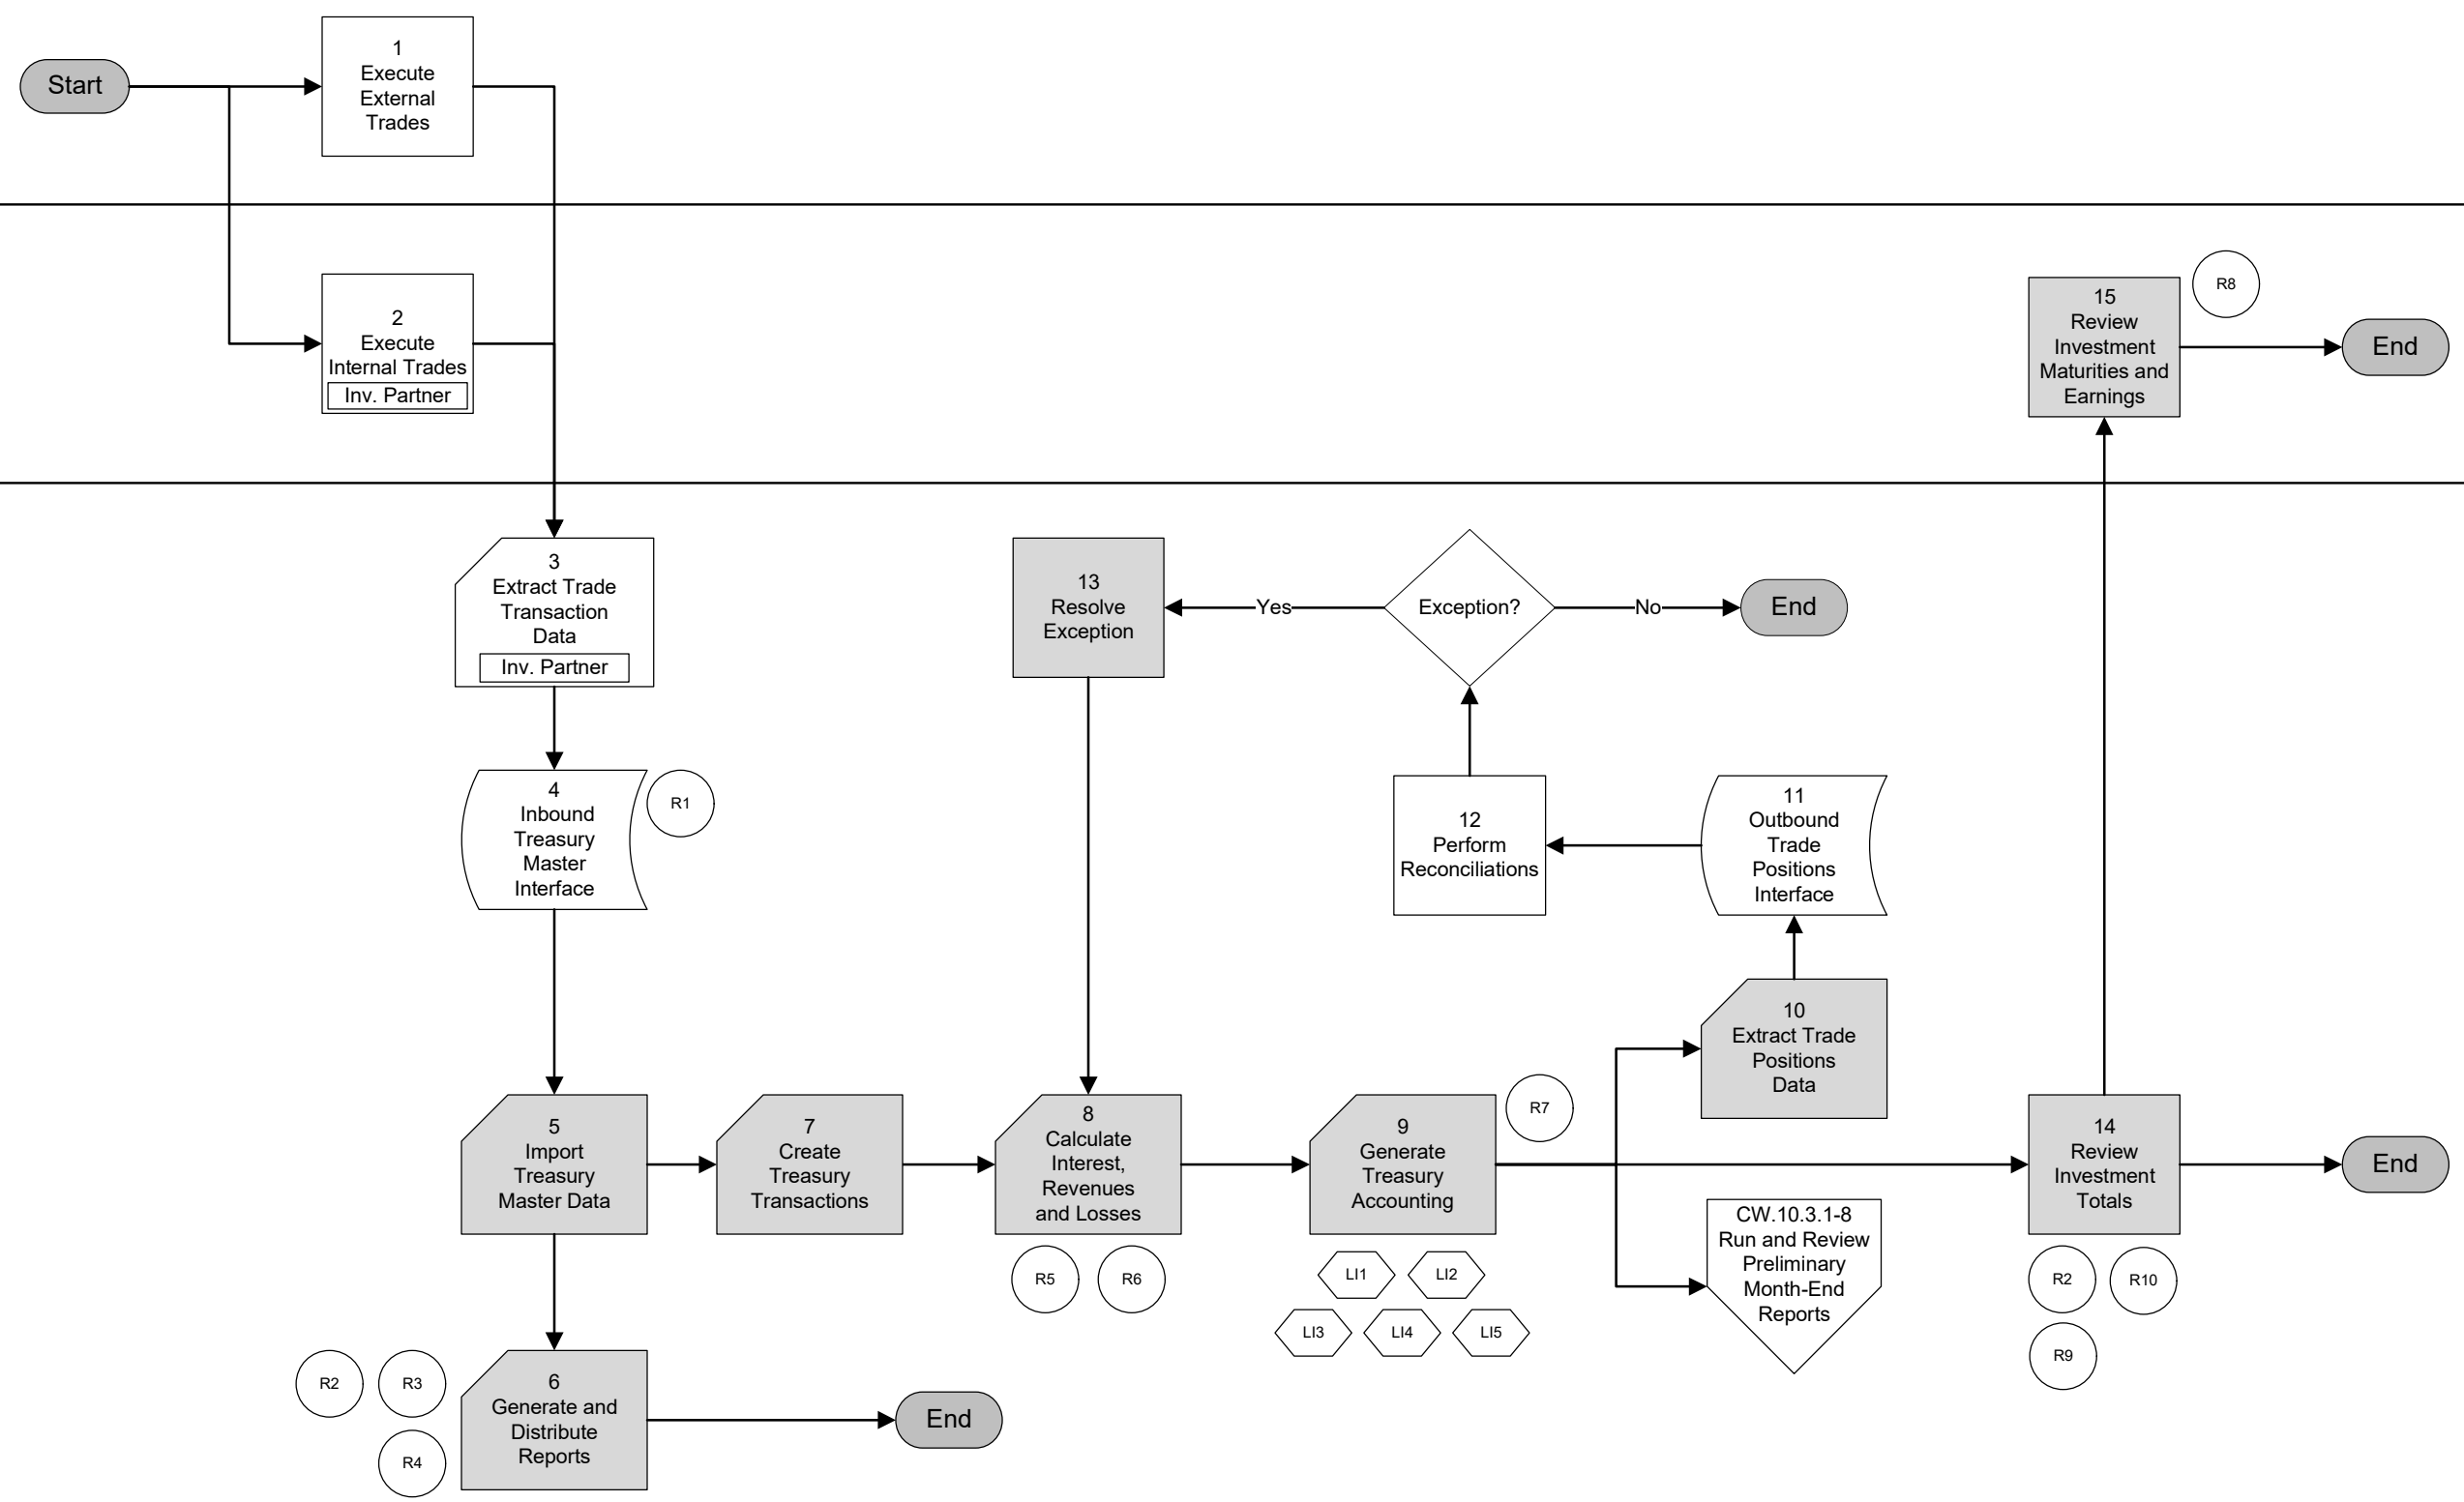 Start
1
Execute
External
Trades
2
Execute
Internal Trades
Inv. Partner
15
Review
Investment
Maturities and
Earnings
R8
End
3
Extract Trade
Transaction
Data
Inv. Partner
13
Resolve
Exception
Yes
Exception?
No
End
4
Inbound
Treasury
Master
Interface
R1
12
Perform
Reconciliations
11
Outbound
Trade
Positions
Interface
10
Extract Trade
Positions
Data
5
Import
Treasury
Master Data
7
Create
Treasury
Transactions
8
Calculate
Interest,
Revenues
and Losses
R5
R6
9
Generate
Treasury
Accounting
R7
LI1
LI2
LI3
LI4
LI5
CW.10.3.1-8
Run and Review
Preliminary
Month-End
Reports
14
Review
Investment
Totals
End
R2
R10
R9
R2
R3
R4
6
Generate and
Distribute
Reports
End